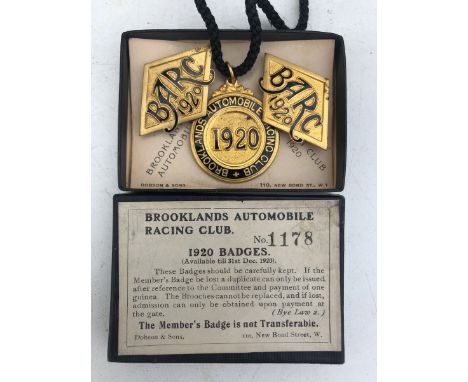 BARC
1920
BROOKLANDS AUTOMOBILE RACING CLUB
1920
BARC
1920
BROOK
AUTOMOB
CLUB
1920
DOBSON & SONS
110, NEW BOND ST., W.1
BROOKLANDS AUTOMOBILE
RACING CLUB.
No. 1178
1920 BADGES.
(Available till 31st Dec. 1920).
These Badges should be carefully kept. If the
Member's Badge be lost a duplicate can only be issued
after reference to the Committee and payment of one
guinea. The Brooches cannot be replaced, and if lost,
admission can only be obtained upon payment at
the gate. (Bye Law 2.)
The Member's Badge is not Transferable.
Dobson & Sons, 110, New Bond Street, W.